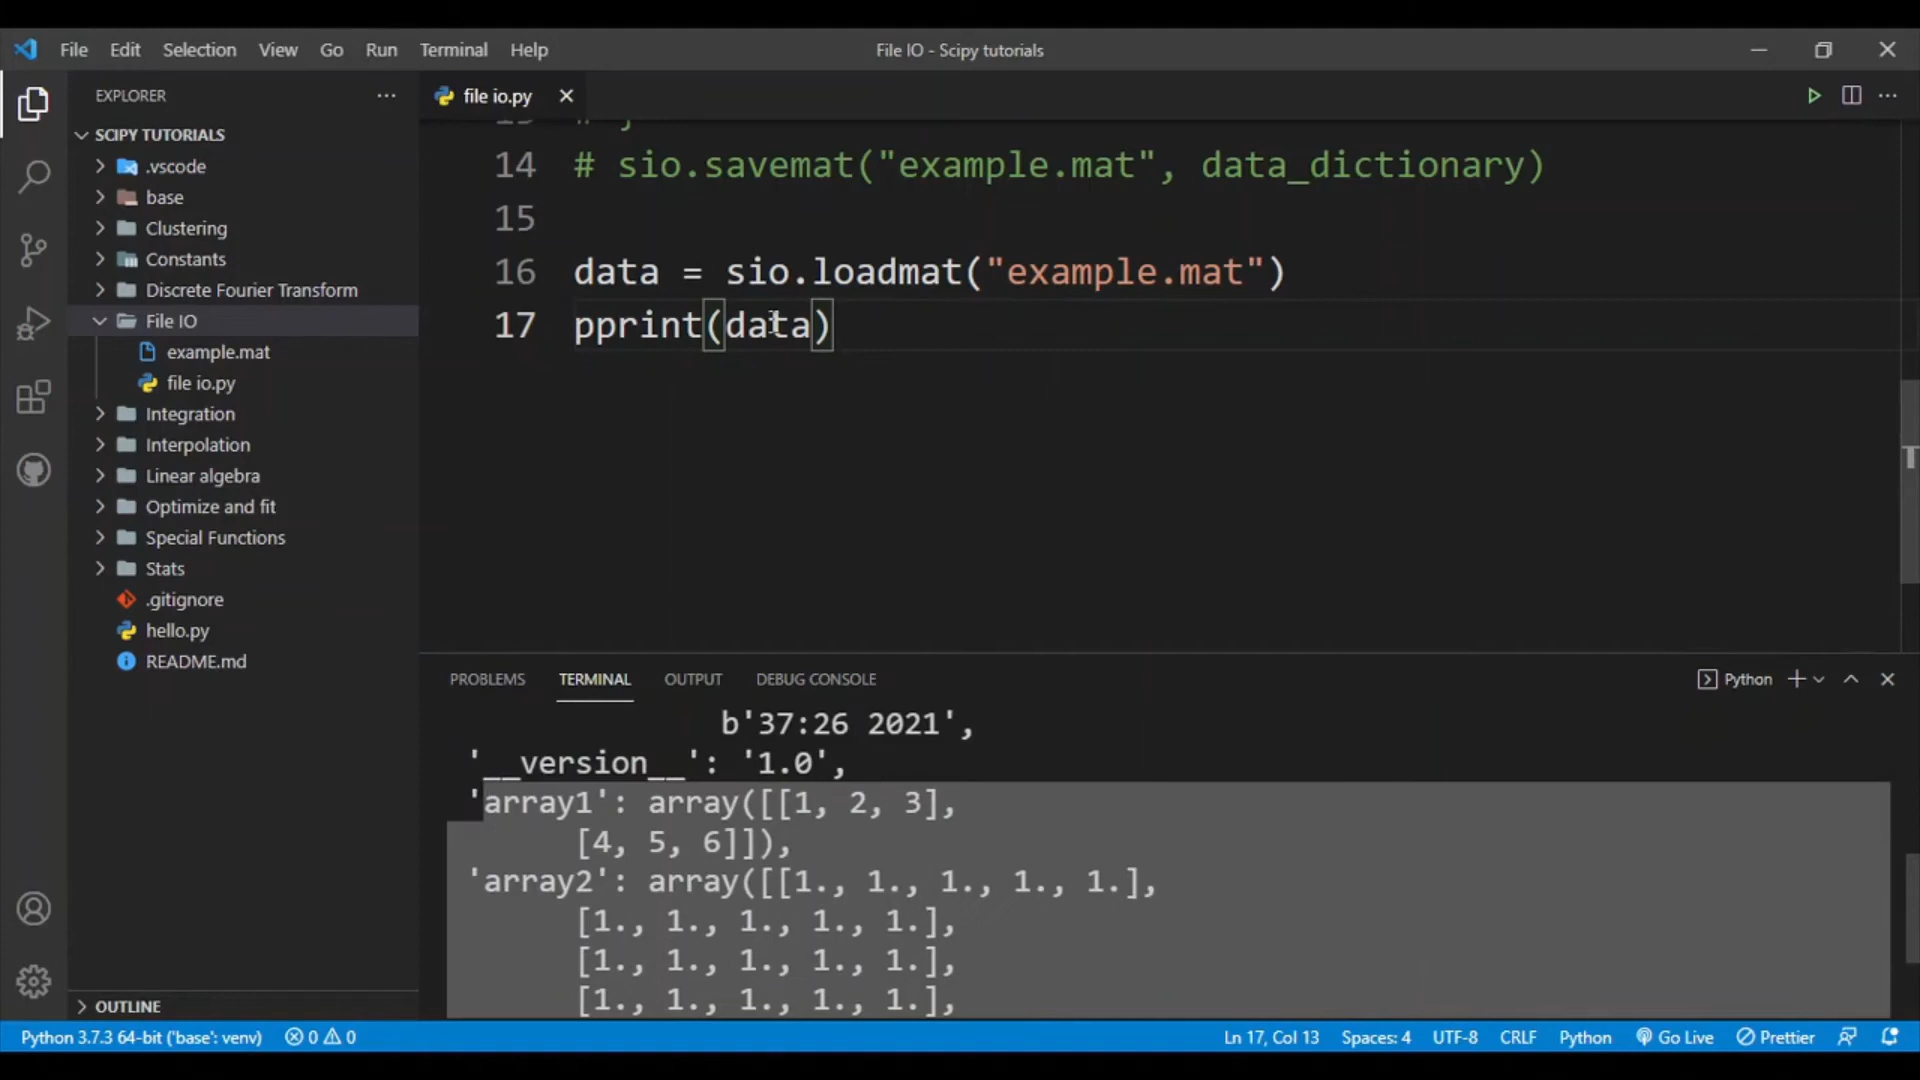 File Edit Selection View Go Run Terminal Help File IO - Scipy tutorials
EXPLORER
SCIPY TUTORIALS
.vscode
base
Clustering
Constants
Discrete Fourier Transform
File IO
example.mat
file io.py
Integration
Interpolation
Linear algebra
Optimize and fit
Special Functions
Stats
.gitignore
hello.py
README.md
OUTLINE
file io.py
14 # sio.savemat("example.mat", data_dictionary)
15
16 data = sio.loadmat("example.mat")
17 pprint(data)
PROBLEMS TERMINAL OUTPUT DEBUG CONSOLE Python
b'37:26 2021',
'__version__': '1.0',
'array1': array([[1, 2, 3],
[4, 5, 6]]),
'array2': array([[1., 1., 1., 1., 1.],
[1., 1., 1., 1., 1.],
[1., 1., 1., 1., 1.],
[1., 1., 1., 1., 1.],
Python 3.7.3 64-bit ('base': venv) 0 0 Ln 17, Col 13 Spaces: 4 UTF-8 CRLF Python Go Live Prettier